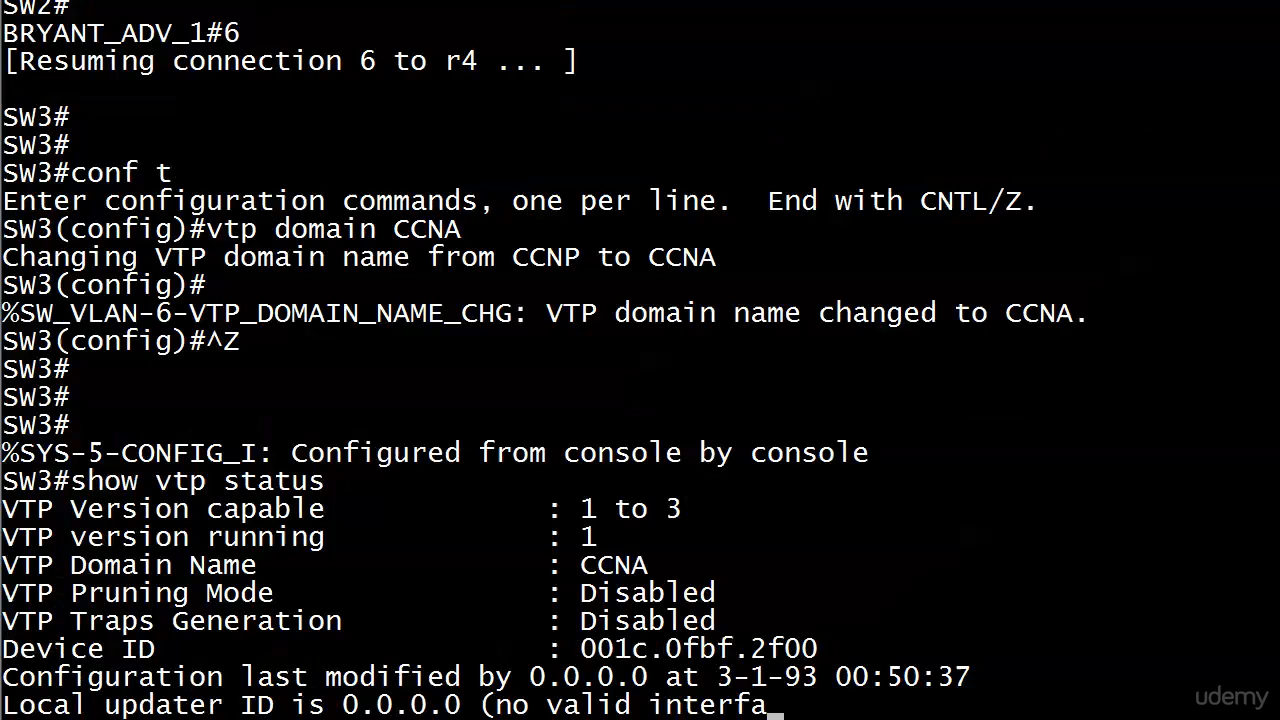 SW2#
BRYANT_ADV_1#6
[Resuming connection 6 to r4 ... ]
SW3#
SW3#
SW3#conf t
Enter configuration commands, one per line.  End with CNTL/Z.
SW3(config)#vtp domain CCNA
Changing VTP domain name from CCNP to CCNA
SW3(config)#
%SW_VLAN-6-VTP_DOMAIN_NAME_CHG: VTP domain name changed to CCNA.
SW3(config)#^Z
SW3#
SW3#
SW3#
%SYS-5-CONFIG_I: Configured from console by console
SW3#show vtp status
VTP Version capable             : 1 to 3
VTP version running             : 1
VTP Domain Name                 : CCNA
VTP Pruning Mode                : Disabled
VTP Traps Generation            : Disabled
Device ID                       : 001c.0fbf.2f00
Configuration last modified by 0.0.0.0 at 3-1-93 00:50:37
Local updater ID is 0.0.0.0 (no valid interfa
udemy